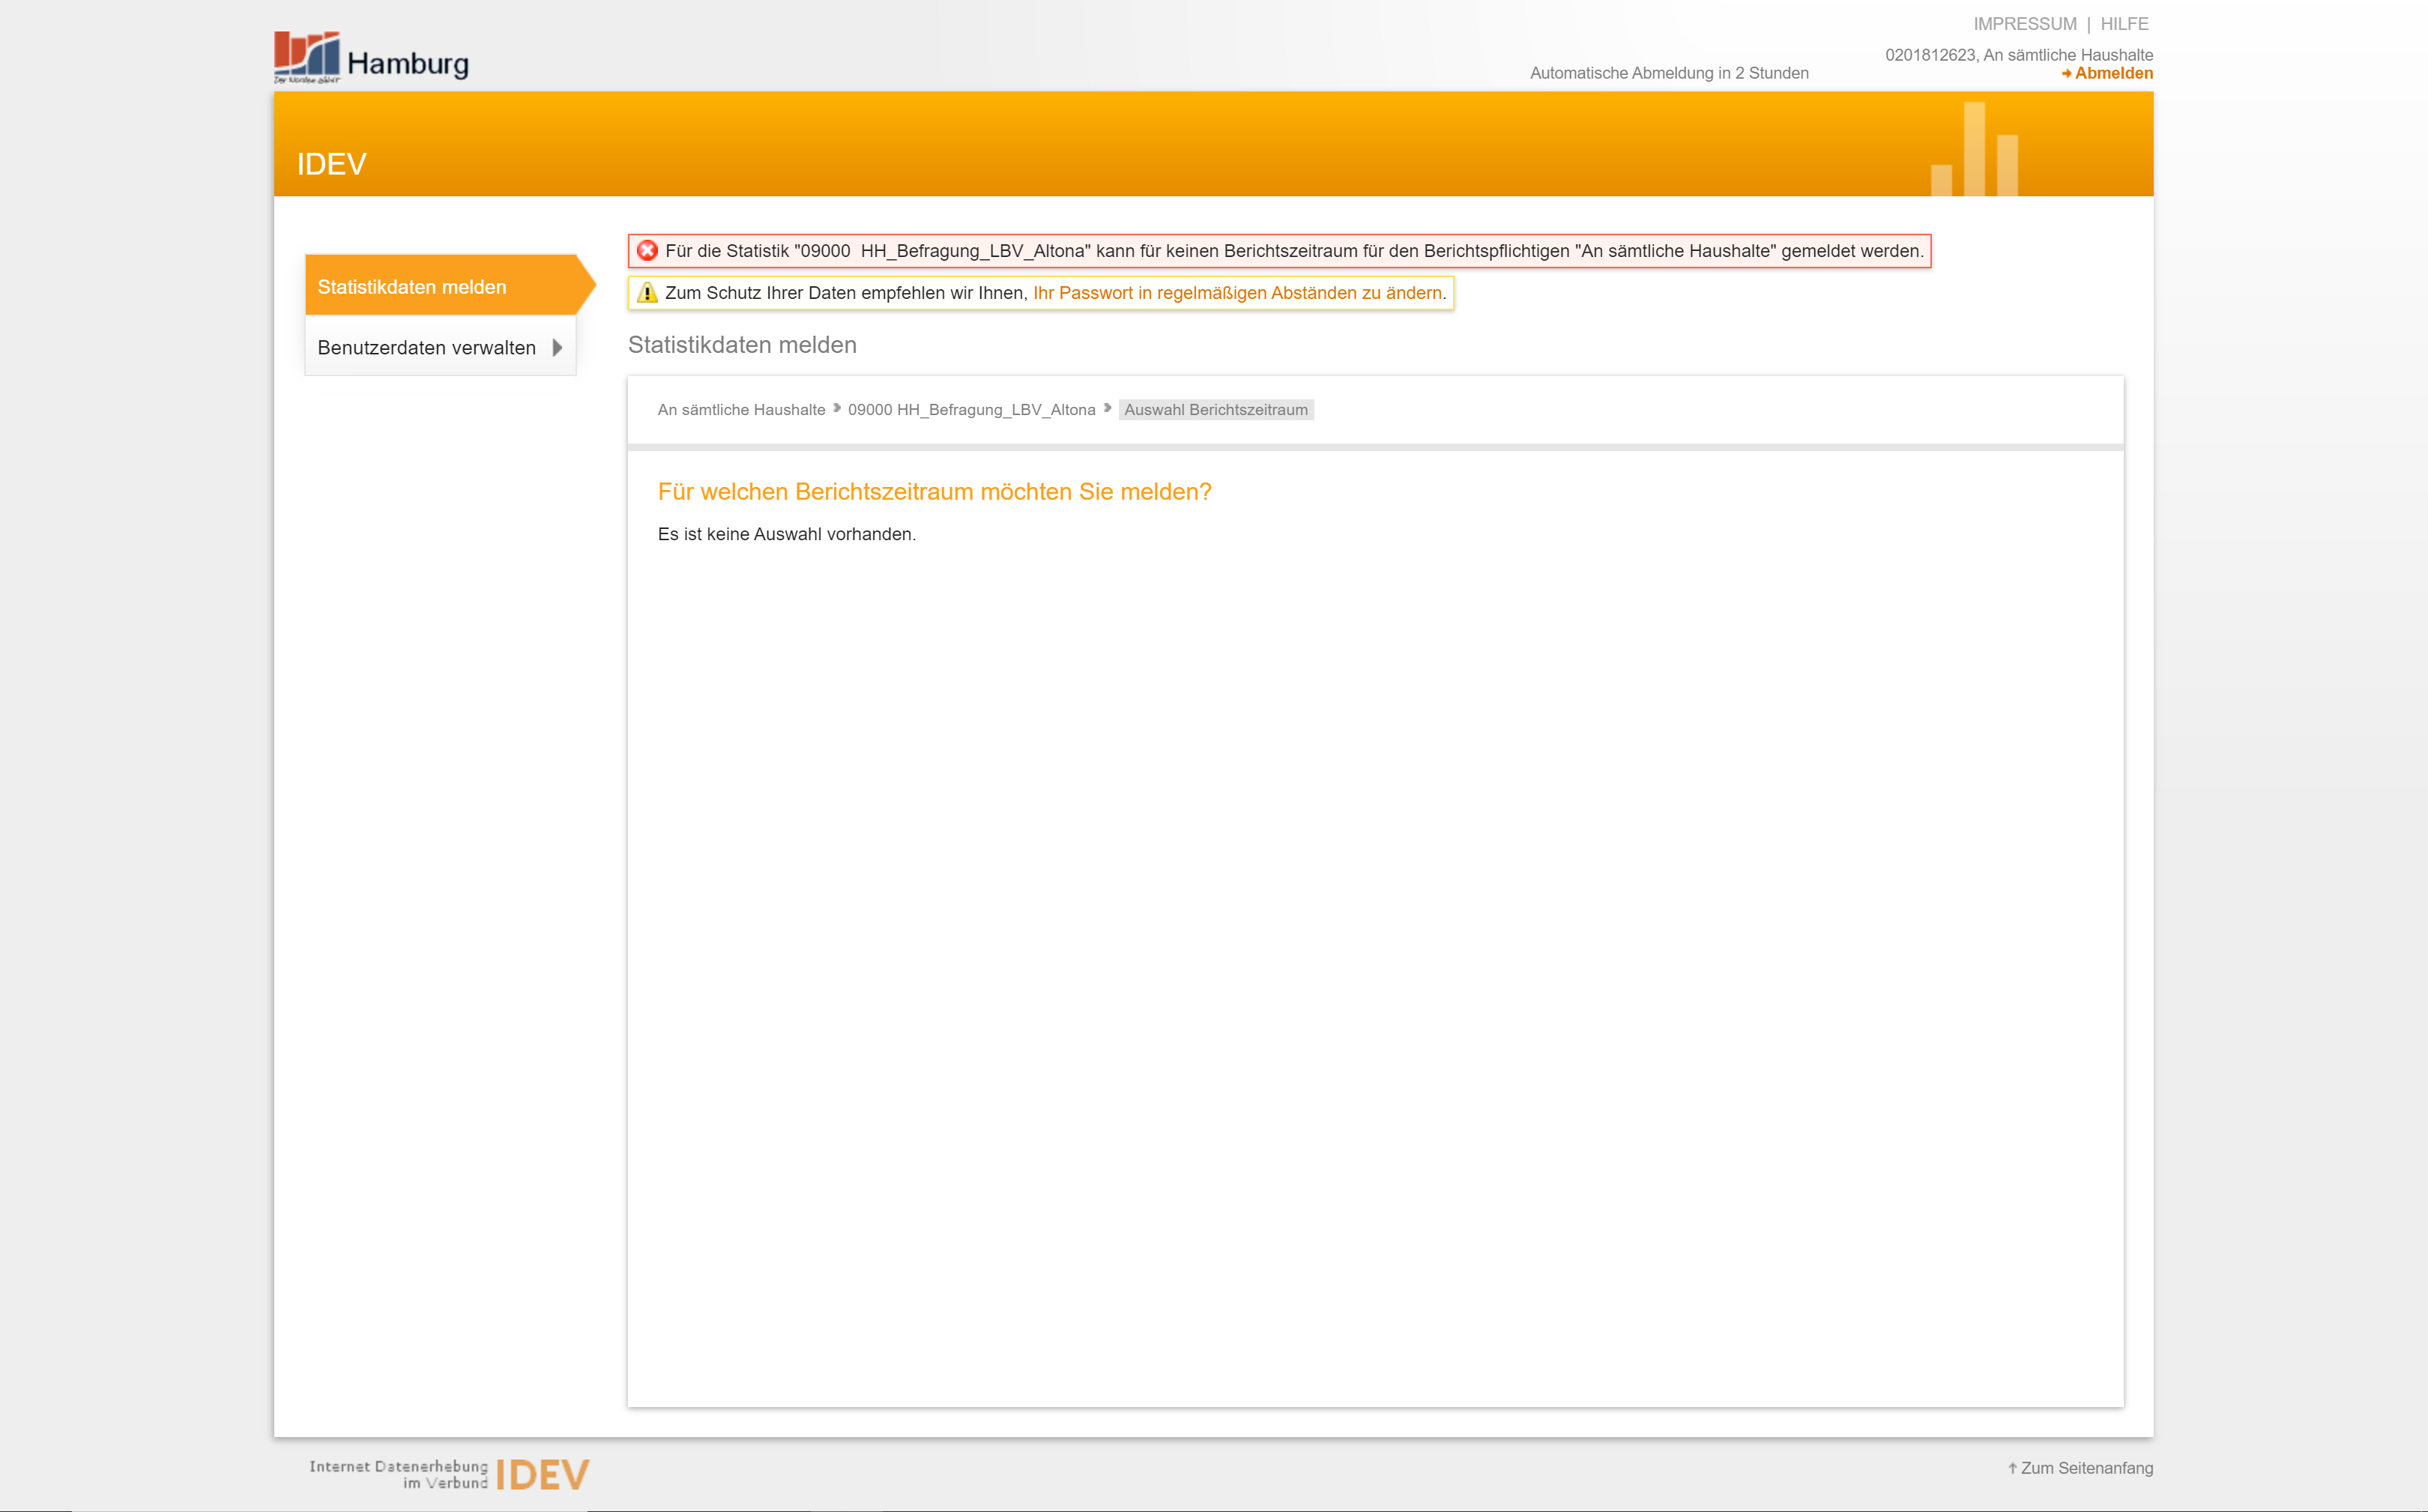 IMPRESSUM | HILFE
Hamburg
Der Norden zählt
0201812623, An sämtliche Haushalte
Automatische Abmeldung in 2 Stunden
Abmelden
IDEV
Für die Statistik "09000 HH_Befragung_LBV_Altona" kann für keinen Berichtszeitraum für den Berichtspflichtigen "An sämtliche Haushalte" gemeldet werden.
Zum Schutz Ihrer Daten empfehlen wir Ihnen, Ihr Passwort in regelmäßigen Abständen zu ändern.
Statistikdaten melden
Benutzerdaten verwalten
Statistikdaten melden
An sämtliche Haushalte 09000 HH_Befragung_LBV_Altona Auswahl Berichtszeitraum
Für welchen Berichtszeitraum möchten Sie melden?
Es ist keine Auswahl vorhanden.
Internet Datenerhebung
im Verbund IDEV
Zum Seitenanfang